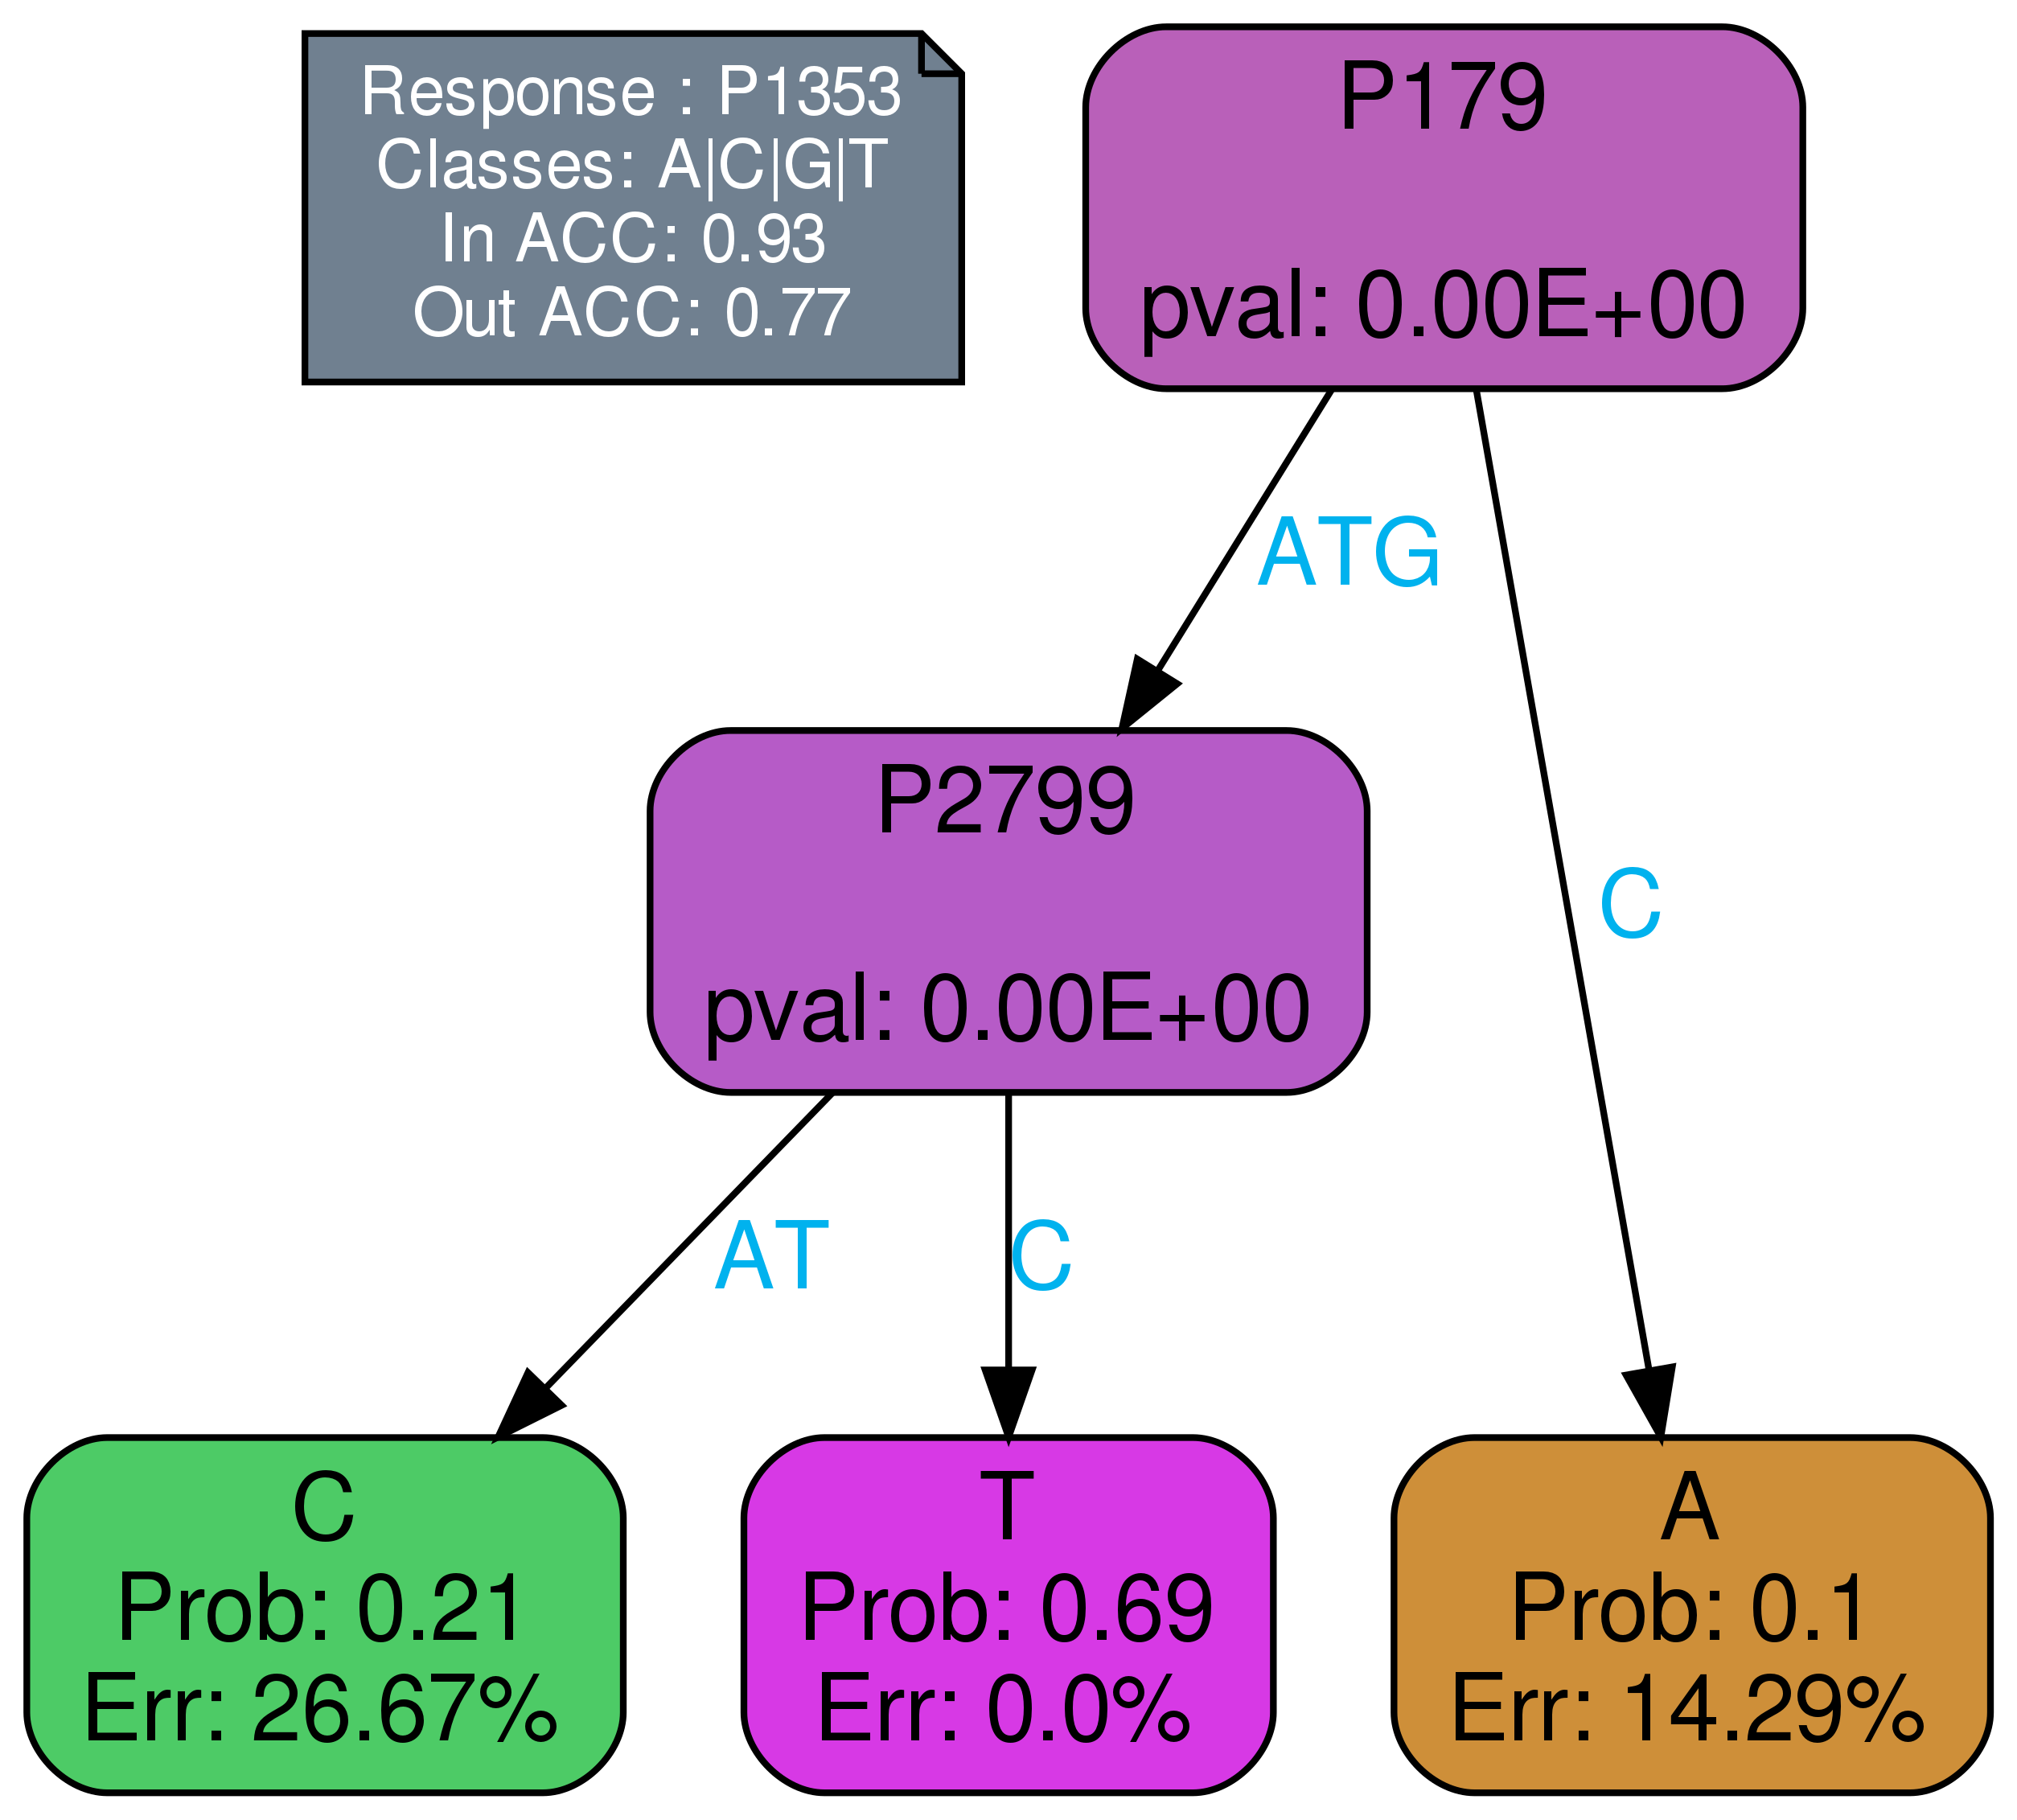 Response : P1353
Classes: A|C|G|T
In ACC: 0.93
Out ACC: 0.77
P179
pval: 0.00E+00
ATG
C
P2799
pval: 0.00E+00
AT
C
C
Prob: 0.21
Err: 26.67%
T
Prob: 0.69
Err: 0.0%
A
Prob: 0.1
Err: 14.29%